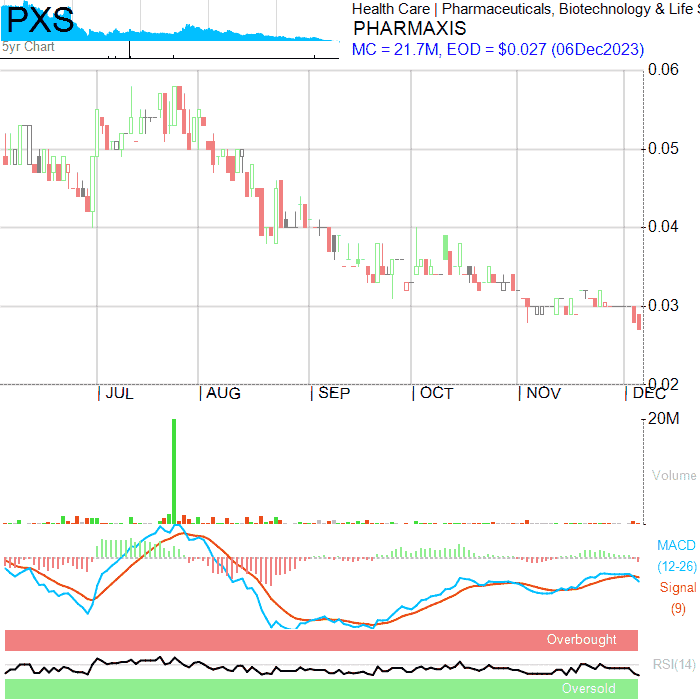 PXS
Health Care | Pharmaceuticals, Biotechnology & Life S
PHARMAXIS
5yr Chart
MC = 21.7M, EOD = $0.027 (06Dec2023)
0.06
0.05
0.04
0.03
0.02
JUL AUG SEP OCT NOV DEC
20M
Volume
MACD
(12-26)
Signal
(9)
Overbought
RSI(14)
Oversold